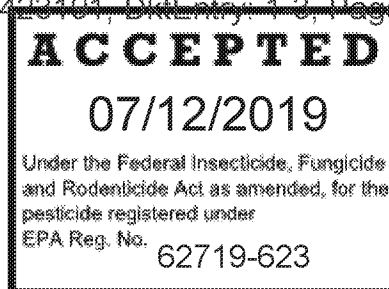 ACCEPTED
07/12/2019
Under the Federal Insecticide, Fungicide
and Rodenticide Act as amended, for the
pesticide registered under
EPA Reg. No. 62719-623